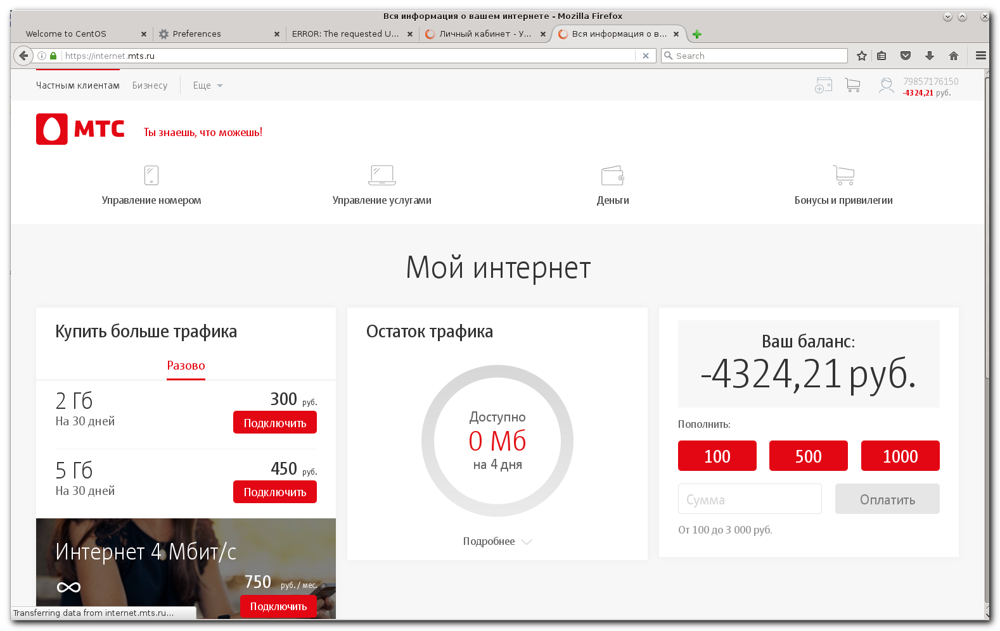 Вся информация о вашем интернете - Mozilla Firefox
Welcome to CentOS
Preferences
ERROR: The requested U...
Личный кабинет - У...
Вся информация о в...
https://internet.mts.ru
Search
Частным клиентам
Бизнесу
Еще
79857176150
-4324,21 руб.
МТС
Ты знаешь, что можешь!
Управление номером
Управление услугами
Деньги
Бонусы и привилегии
Мой интернет
Купить больше трафика
Разово
2 Гб
300 руб.
На 30 дней
Подключить
5 Гб
450 руб.
На 30 дней
Подключить
Интернет 4 Мбит/с
∞
750 руб. / мес.
Подключить
Остаток трафика
Доступно
0 Мб
на 4 дня
Подробнее
Ваш баланс:
-4324,21 руб.
Пополнить:
100
500
1000
Сумма
Оплатить
От 100 до 3 000 руб.
Transferring data from internet.mts.ru...